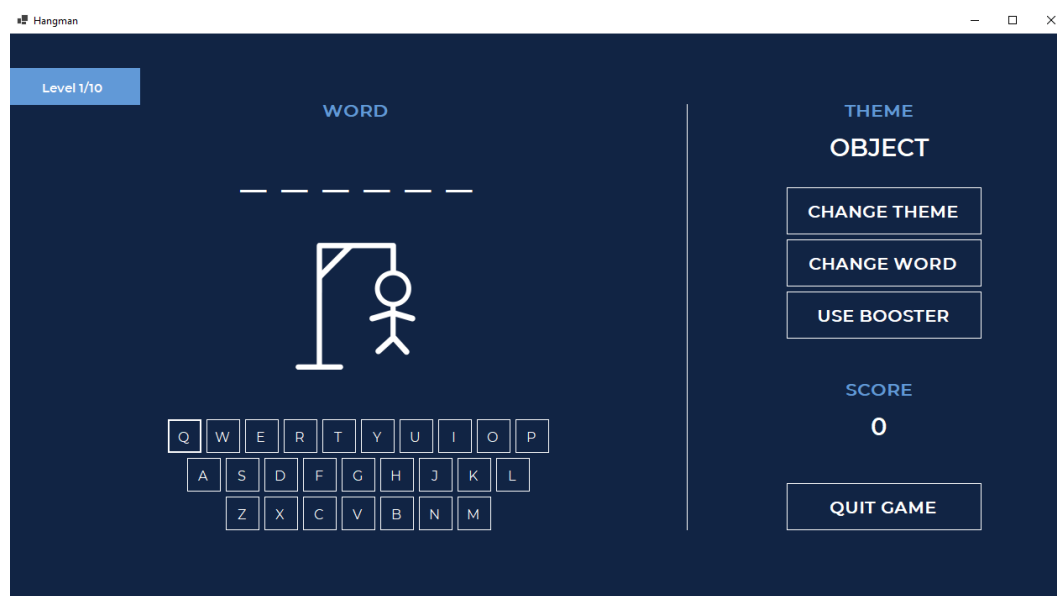 Hangman
Level 1/10
WORD
THEME
OBJECT
CHANGE THEME
CHANGE WORD
USE BOOSTER
SCORE
0
Q W E R T Y U I O P
A S D F G H J K L
Z X C V B N M
QUIT GAME